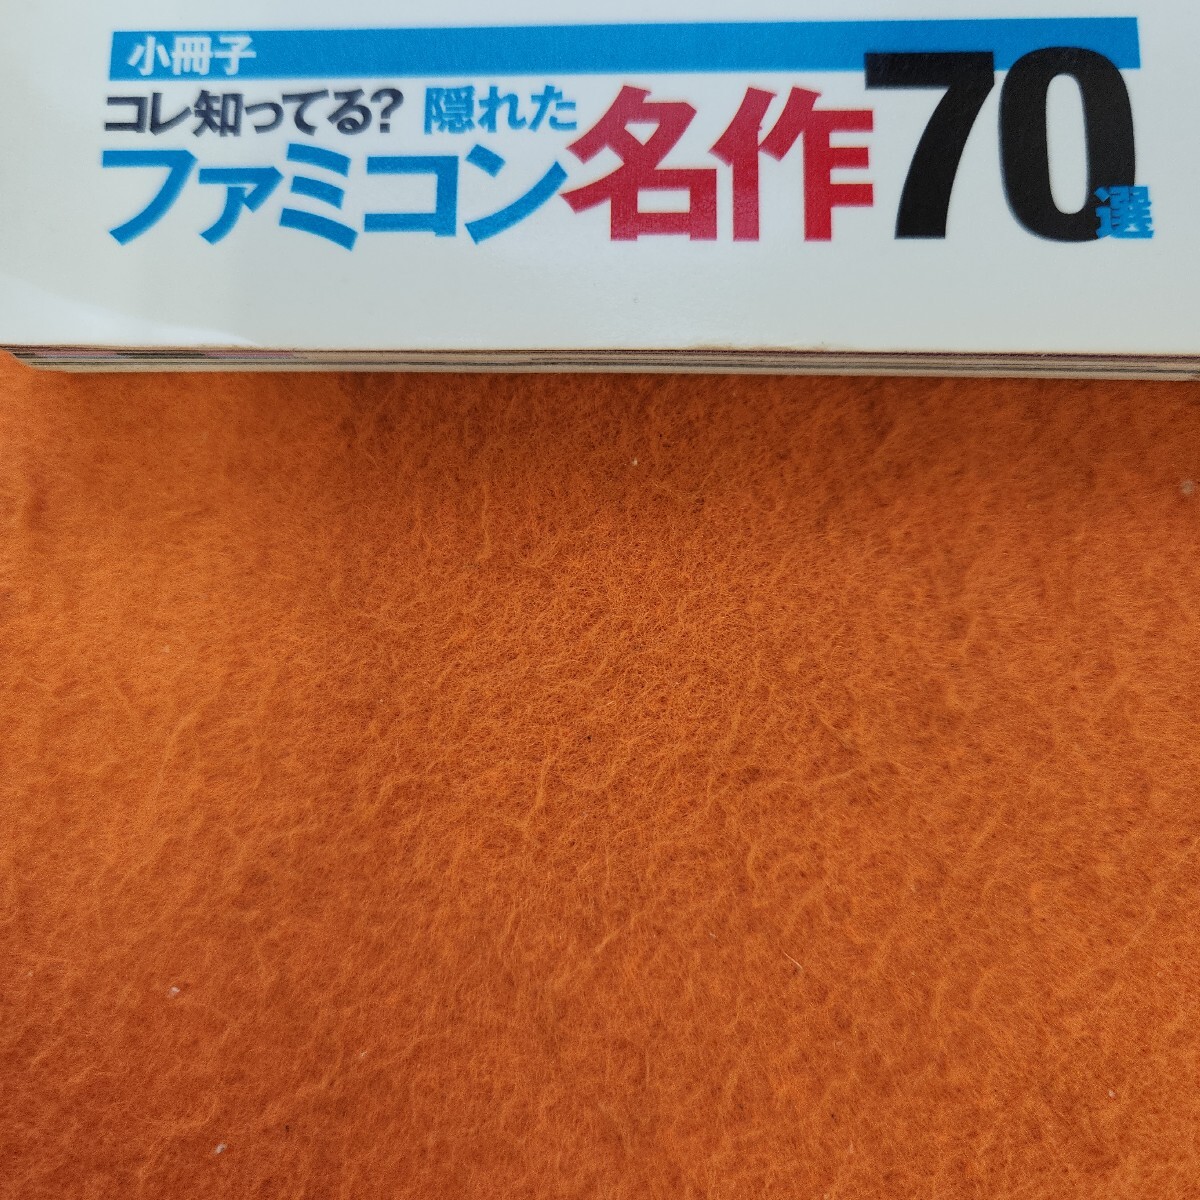 小冊子
コレ知ってる? 隠れた
ファミコン名作70選